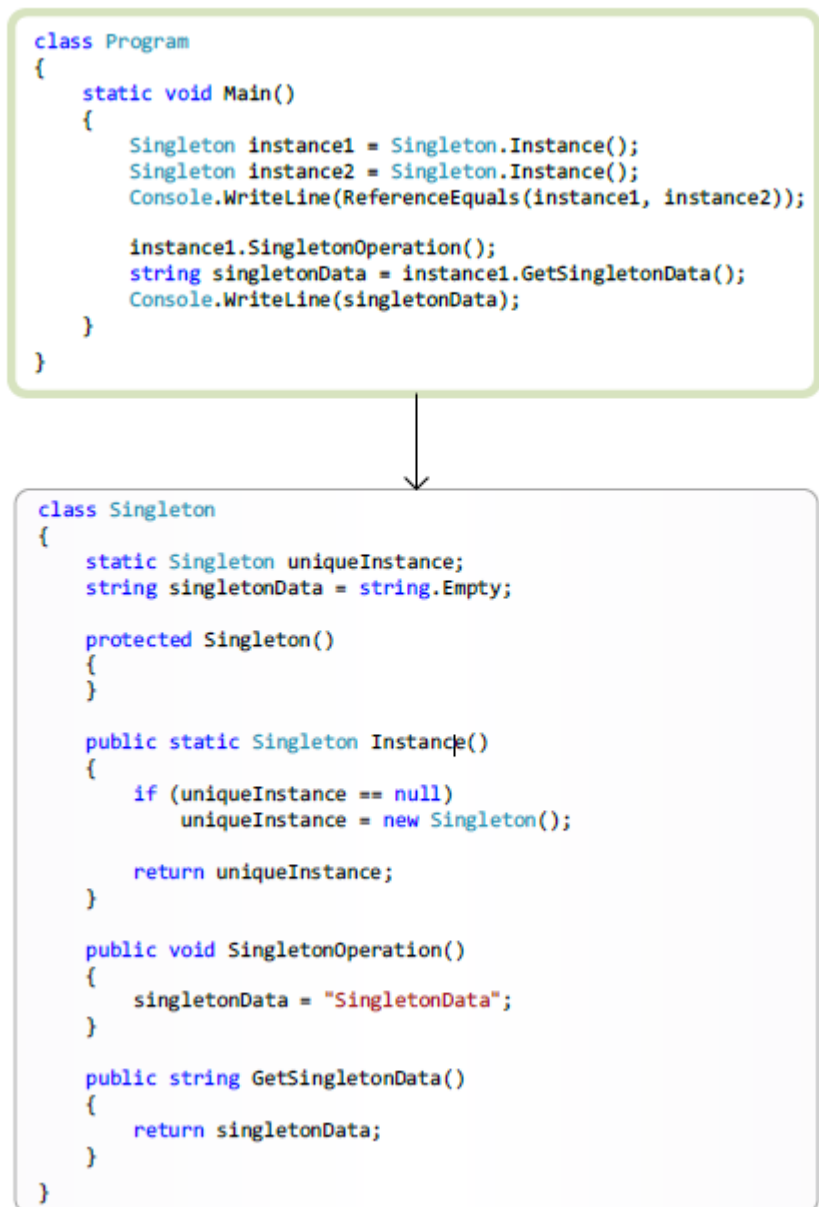 class Program
{
    static void Main()
    {
        Singleton instance1 = Singleton.Instance();
        Singleton instance2 = Singleton.Instance();
        Console.WriteLine(ReferenceEquals(instance1, instance2));

        instance1.SingletonOperation();
        string singletonData = instance1.GetSingletonData();
        Console.WriteLine(singletonData);
    }
}
class Singleton
{
    static Singleton uniqueInstance;
    string singletonData = string.Empty;

    protected Singleton()
    {
    }

    public static Singleton Instance()
    {
        if (uniqueInstance == null)
            uniqueInstance = new Singleton();

        return uniqueInstance;
    }

    public void SingletonOperation()
    {
        singletonData = "SingletonData";
    }

    public string GetSingletonData()
    {
        return singletonData;
    }
}